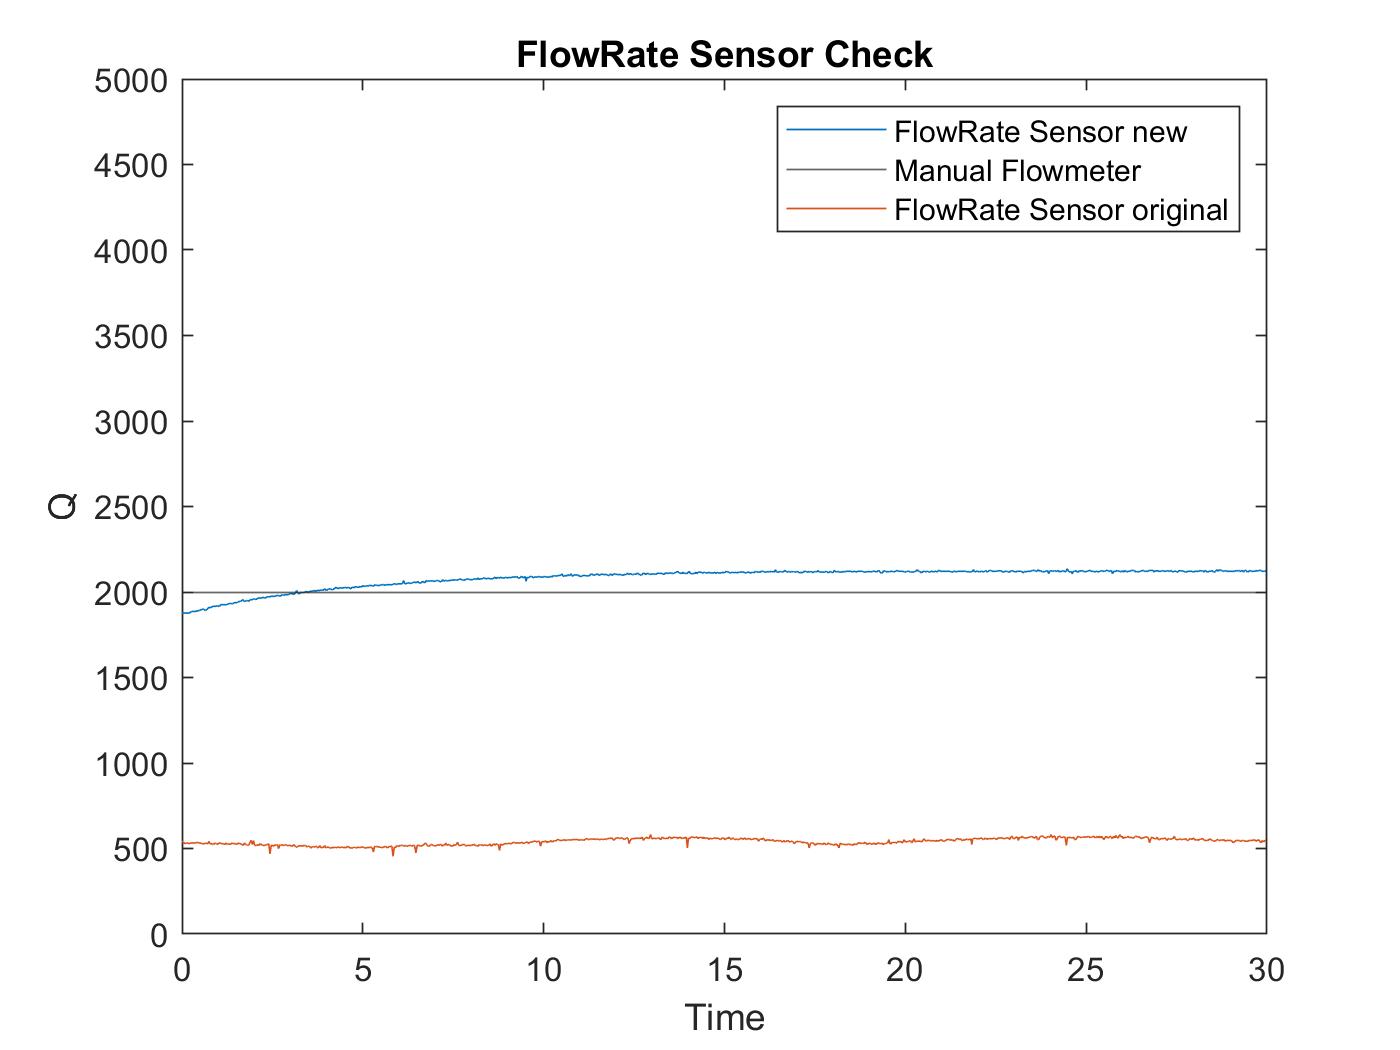 FlowRate Sensor Check
5000
4500
4000
3500
3000
2500
2000
1500
1000
500
0
Q
FlowRate Sensor new
Manual Flowmeter
FlowRate Sensor original
0 5 10 15 20 25 30
Time